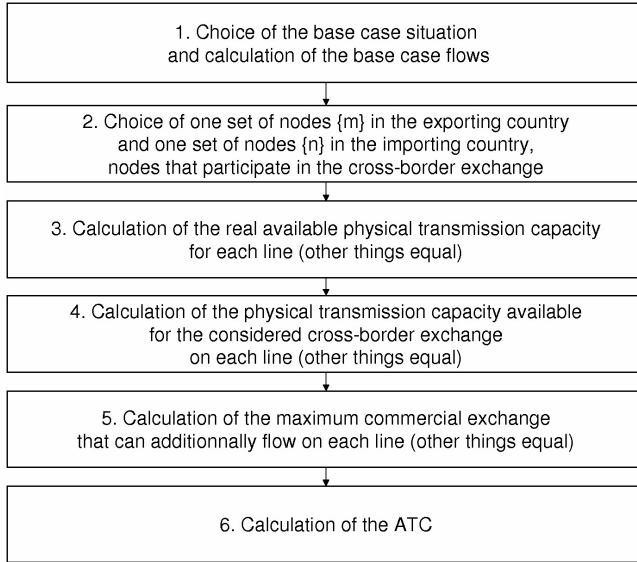 1. Choice of the base case situation
and calculation of the base case flows
2. Choice of one set of nodes {m} in the exporting country
and one set of nodes {n} in the importing country,
nodes that participate in the cross-border exchange
3. Calculation of the real available physical transmission capacity
for each line (other things equal)
4. Calculation of the physical transmission capacity available
for the considered cross-border exchange
on each line (other things equal)
5. Calculation of the maximum commercial exchange
that can additionnally flow on each line (other things equal)
6. Calculation of the ATC